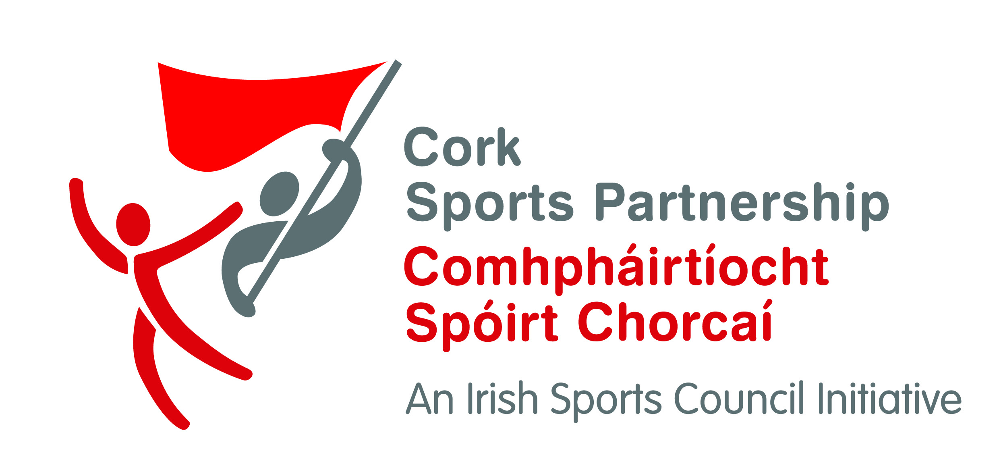 Cork
Sports Partnership
Comhpháirtíocht
Spóirt Chorcaí
An Irish Sports Council Initiative